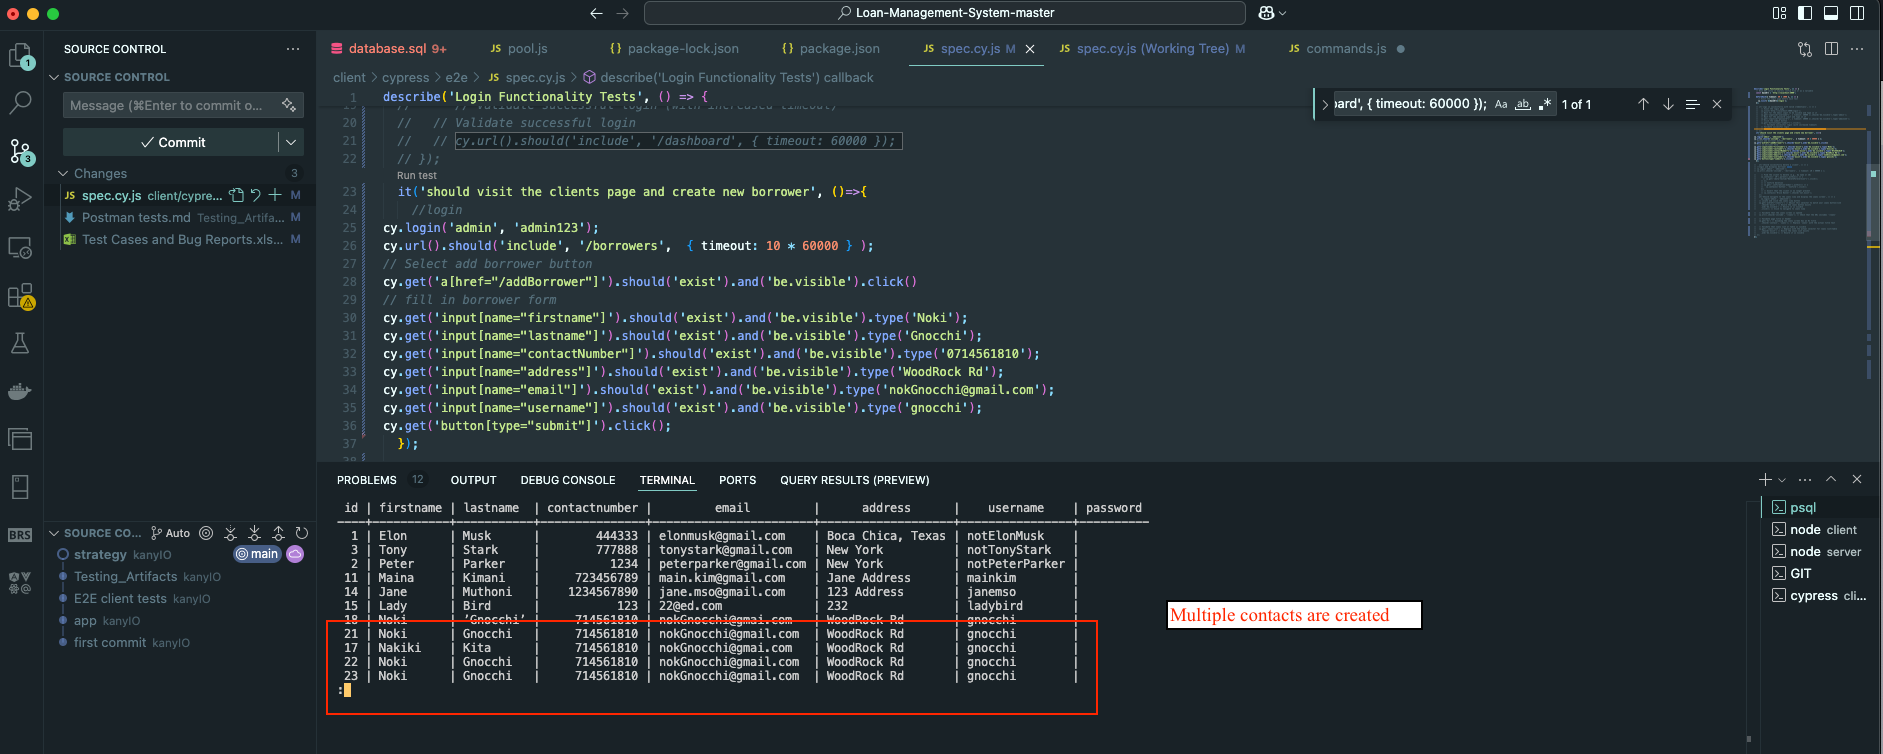 Loan-Management-System-master
SOURCE CONTROL
SOURCE CONTROL
Message (⌘Enter to commit o...
Commit
Changes 3
spec.cy.js client/cypre... M
Postman tests.md Testing_Artifa... M
Test Cases and Bug Reports.xls... M
1
3
SOURCE CO... Auto
strategy kanyIO main
Testing_Artifacts kanyIO
E2E client tests kanyIO
app kanyIO
first commit kanyIO
BRS
database.sql 9+
JS pool.js
{} package-lock.json
{} package.json
JS spec.cy.js M
JS spec.cy.js (Working Tree) M
JS commands.js
client > cypress > e2e > JS spec.cy.js > describe('Login Functionality Tests') callback
oard', { timeout: 60000 }); Aa ab .* 1 of 1
1 describe('Login Functionality Tests', () => {
19 // // Validate successful login (with increased timeout)
20 // // Validate successful login
21 // // cy.url().should('include', '/dashboard', { timeout: 60000 });
22 // });
Run test
23 it('should visit the clients page and create new borrower', ()=>{
24 //login
25 cy.login('admin', 'admin123');
26 cy.url().should('include', '/borrowers', { timeout: 10 * 60000 } );
27 // Select add borrower button
28 cy.get('a[href="/addBorrower"]').should('exist').and('be.visible').click()
29 // fill in borrower form
30 cy.get('input[name="firstname"]').should('exist').and('be.visible').type('Noki');
31 cy.get('input[name="lastname"]').should('exist').and('be.visible').type('Gnocchi');
32 cy.get('input[name="contactNumber"]').should('exist').and('be.visible').type('0714561810');
33 cy.get('input[name="address"]').should('exist').and('be.visible').type('WoodRock Rd');
34 cy.get('input[name="email"]').should('exist').and('be.visible').type('nokGnocchi@gmail.com');
35 cy.get('input[name="username"]').should('exist').and('be.visible').type('gnocchi');
36 cy.get('button[type="submit"]').click();
37 });
38
PROBLEMS 12 OUTPUT DEBUG CONSOLE TERMINAL PORTS QUERY RESULTS (PREVIEW)
id | firstname | lastname | contactnumber | email | address | username | password
1 | Elon | Musk | 444333 | elonmusk@gmail.com | Boca Chica, Texas | notElonMusk |
3 | Tony | Stark | 777888 | tonystark@gmail.com | New York | notTonyStark |
2 | Peter | Parker | 1234 | peterparker@gmail.com | New York | notPeterParker |
11 | Maina | Kimani | 723456789 | main.kim@gmail.com | Jane Address | mainkim |
14 | Jane | Muthoni | 1234567890 | jane.mso@gmail.com | 123 Address | janemso |
15 | Lady | Bird | 123 | 22@ed.com | 232 | ladybird |
18 | Noki | 'Gnocchi' | 714561810 | nokGnocchi@gmail.com | WoodRock Rd | gnocchi |
21 | Noki | Gnocchi | 714561810 | nokGnocchi@gmail.com | WoodRock Rd | gnocchi |
17 | Nakiki | Kita | 714561810 | nokGnocchi@gmai.com | WoodRock Rd | gnocchi |
22 | Noki | Gnocchi | 714561810 | nokGnocchi@gmail.com | WoodRock Rd | gnocchi |
23 | Noki | Gnocchi | 714561810 | nokGnocchi@gmail.com | WoodRock Rd | gnocchi |
:
Multiple contacts are created
psql
node client
node server
GIT
cypress cli...